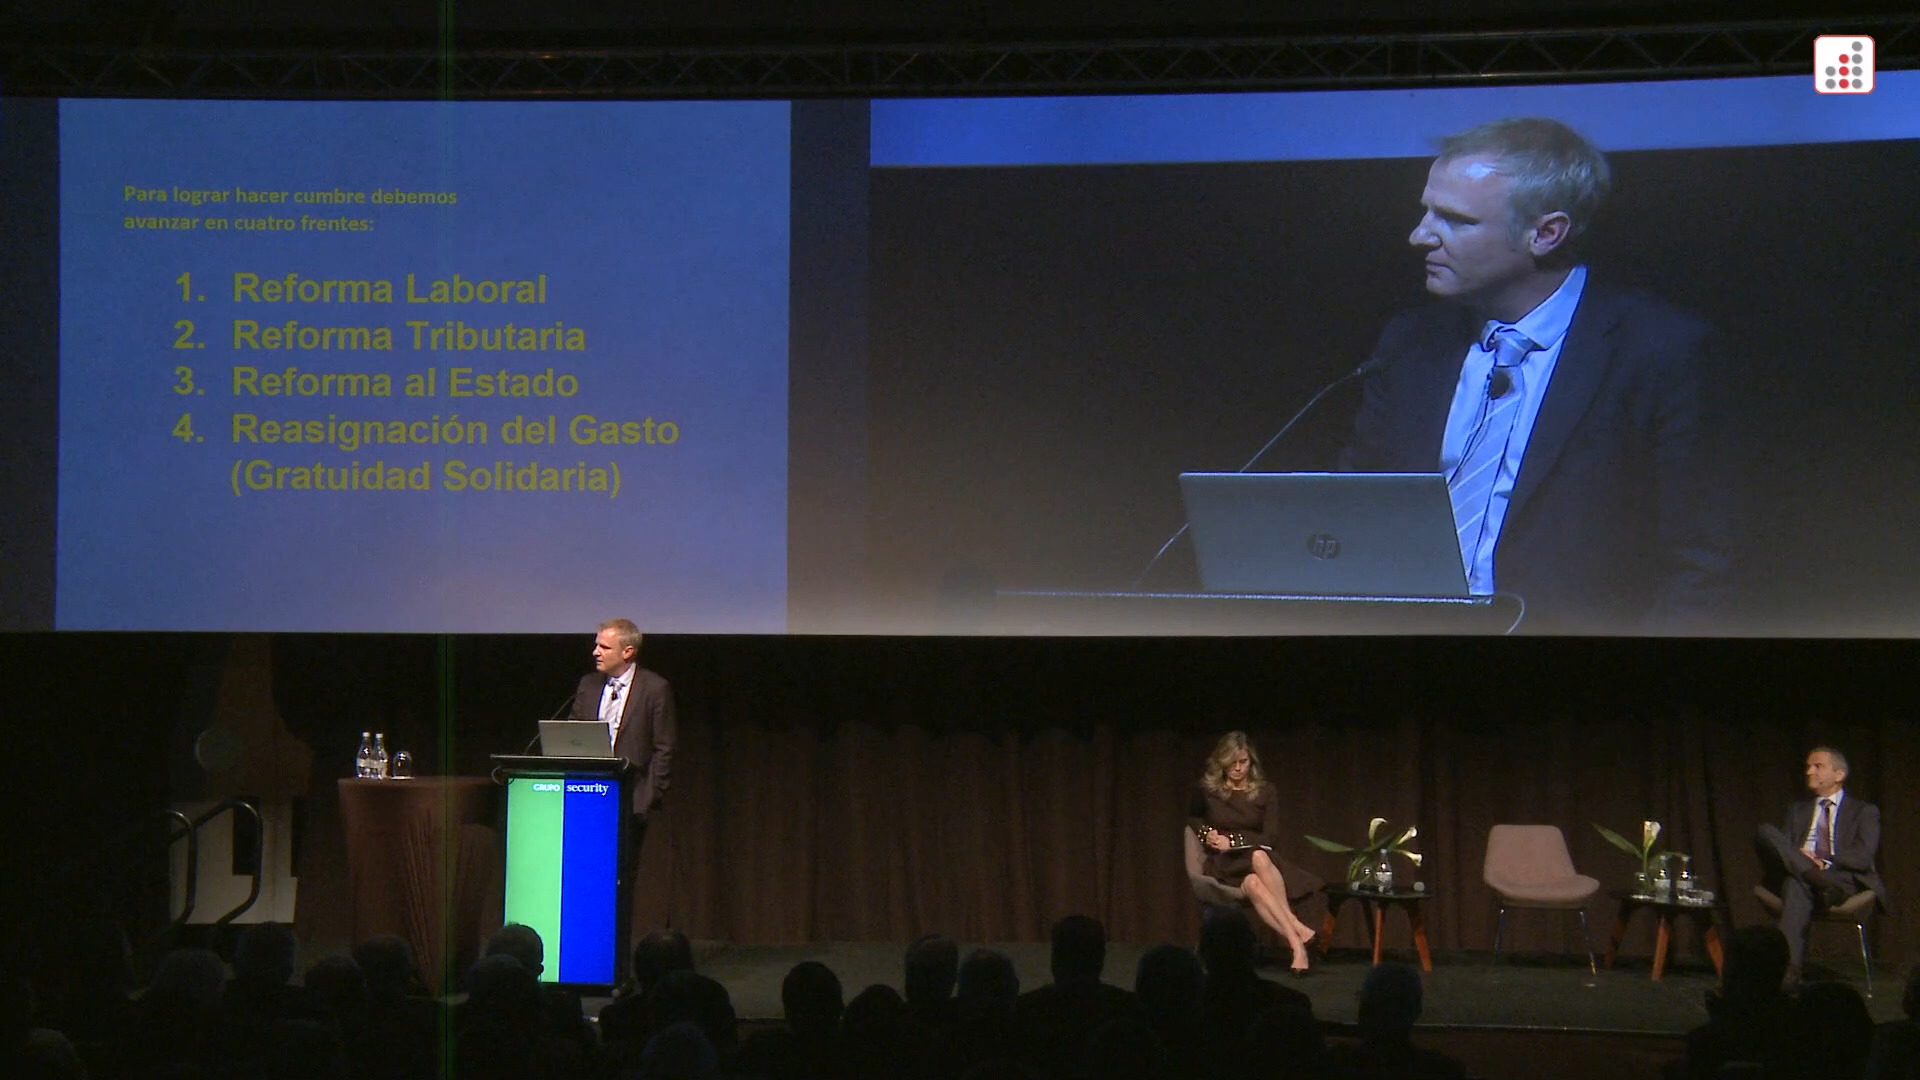 Para lograr hacer cumbre debemos
avanzar en cuatro frentes:
1. Reforma Laboral
2. Reforma Tributaria
3. Reforma al Estado
4. Reasignación del Gasto
(Gratuidad Solidaria)
hp
GRUPO security